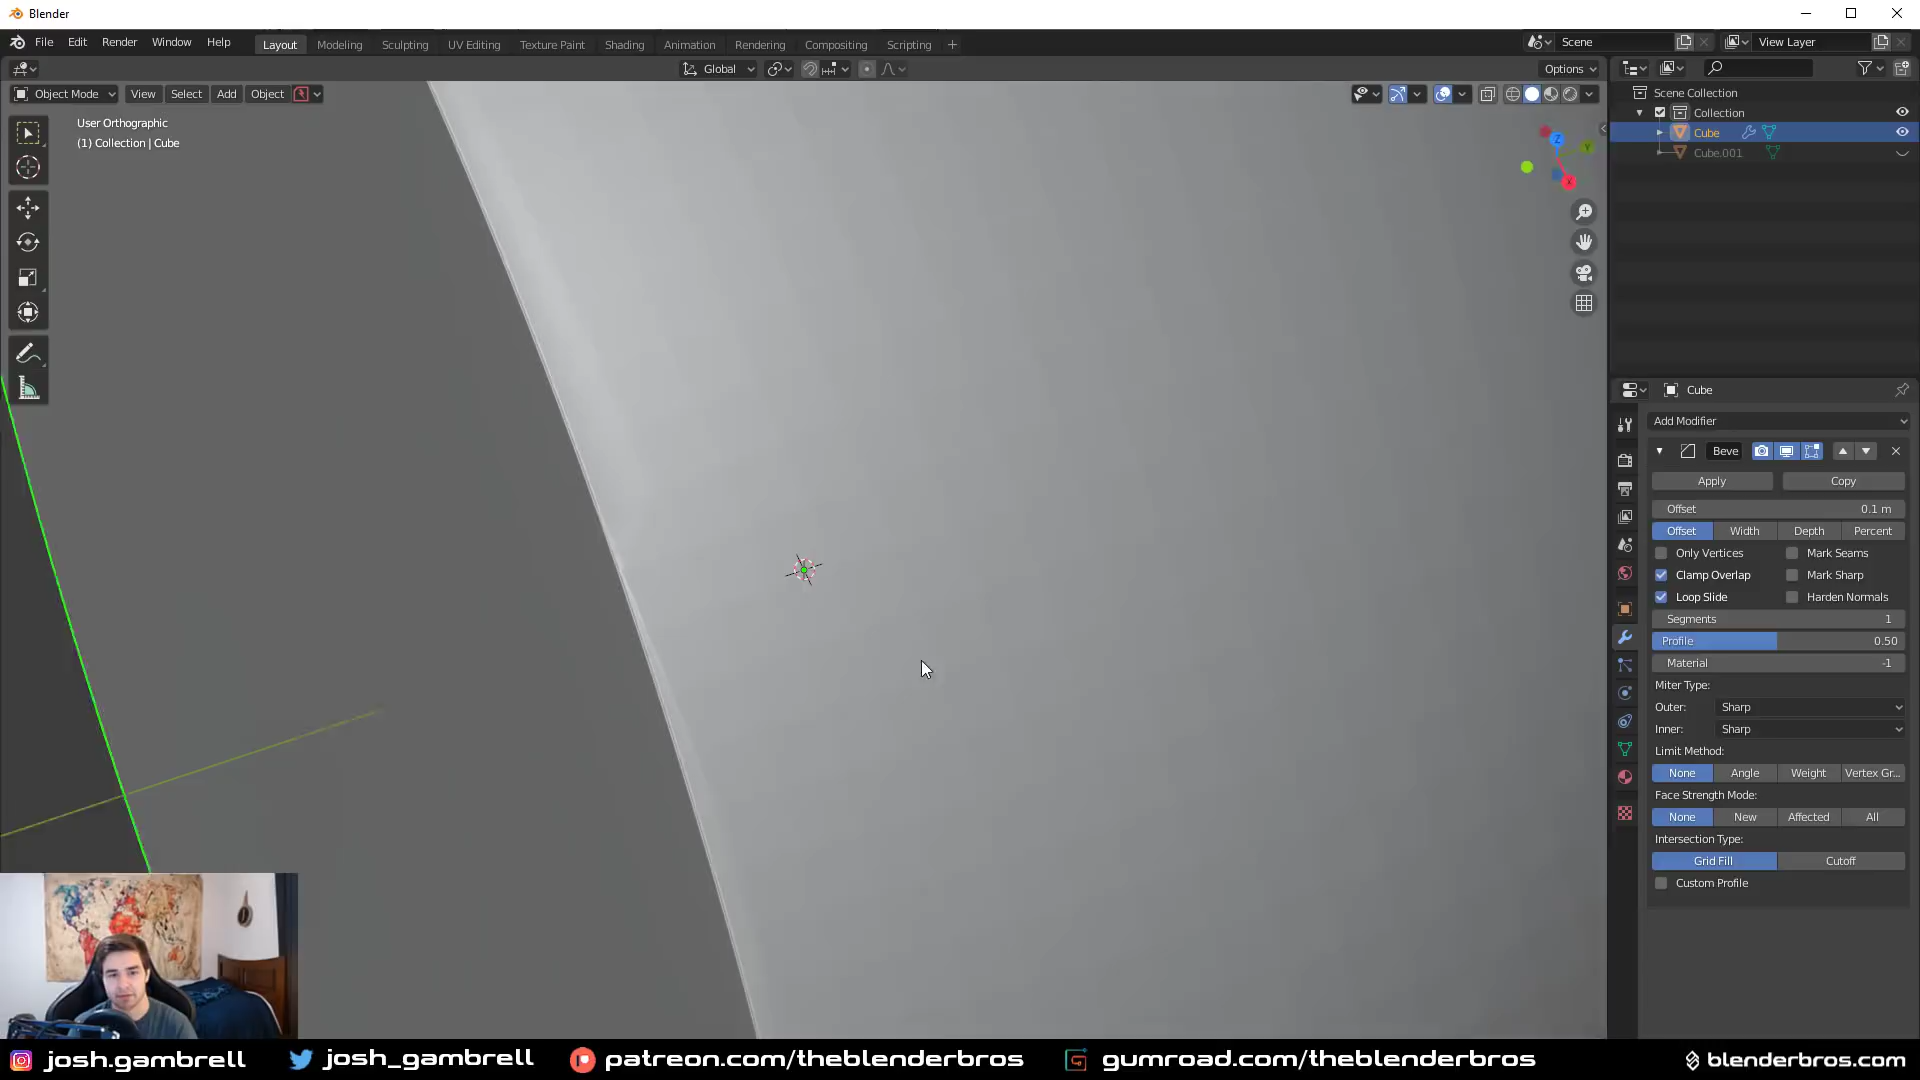 Blender
File Edit Render Window Help
Layout Modeling Sculpting UV Editing Texture Paint Shading Animation Rendering Compositing Scripting +
Scene
View Layer
Global
Options
Object Mode View Select Add Object
User Orthographic
(1) Collection | Cube
Z
Y
X
Scene Collection
Collection
Cube
Cube.001
Cube
Add Modifier
Beve
Apply Copy
Offset 0.1 m
Offset Width Depth Percent
Only Vertices Mark Seams
Clamp Overlap Mark Sharp
Loop Slide Harden Normals
Segments 1
Profile 0.50
Material -1
Miter Type:
Outer: Sharp
Inner: Sharp
Limit Method:
None Angle Weight Vertex Gr...
Face Strength Mode:
None New Affected All
Intersection Type:
Grid Fill Cutoff
Custom Profile
josh.gambrell josh_gambrell patreon.com/theblenderbros gumroad.com/theblenderbros blenderbros.com